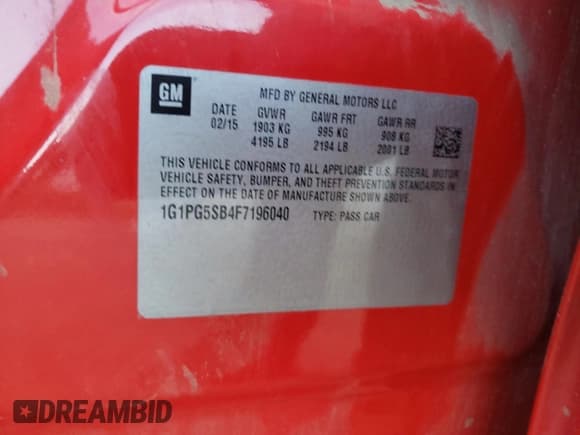 GM
MFD BY GENERAL MOTORS LLC
DATE GVWR GAWR FRT GAWR RR
02/15 1903 KG 995 KG 908 KG
4195 LB 2194 LB 2001 LB
THIS VEHICLE CONFORMS TO ALL APPLICABLE U.S. FEDERAL MOTOR
VEHICLE SAFETY, BUMPER, AND THEFT PREVENTION STANDARDS IN
EFFECT ON THE DATE OF MANUFACTURE SHOWN ABOVE.
1G1PG5SB4F7196040 TYPE: PASS CAR
DREAMBID